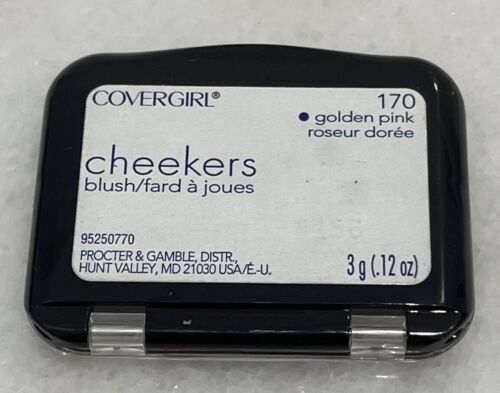 COVERGIRL®
170
• golden pink
roseur dorée
cheekers
blush/fard à joues
95250770
PROCTER & GAMBLE, DISTR.,
HUNT VALLEY, MD 21030 USA/É.-U.
3 g (.12 oz)